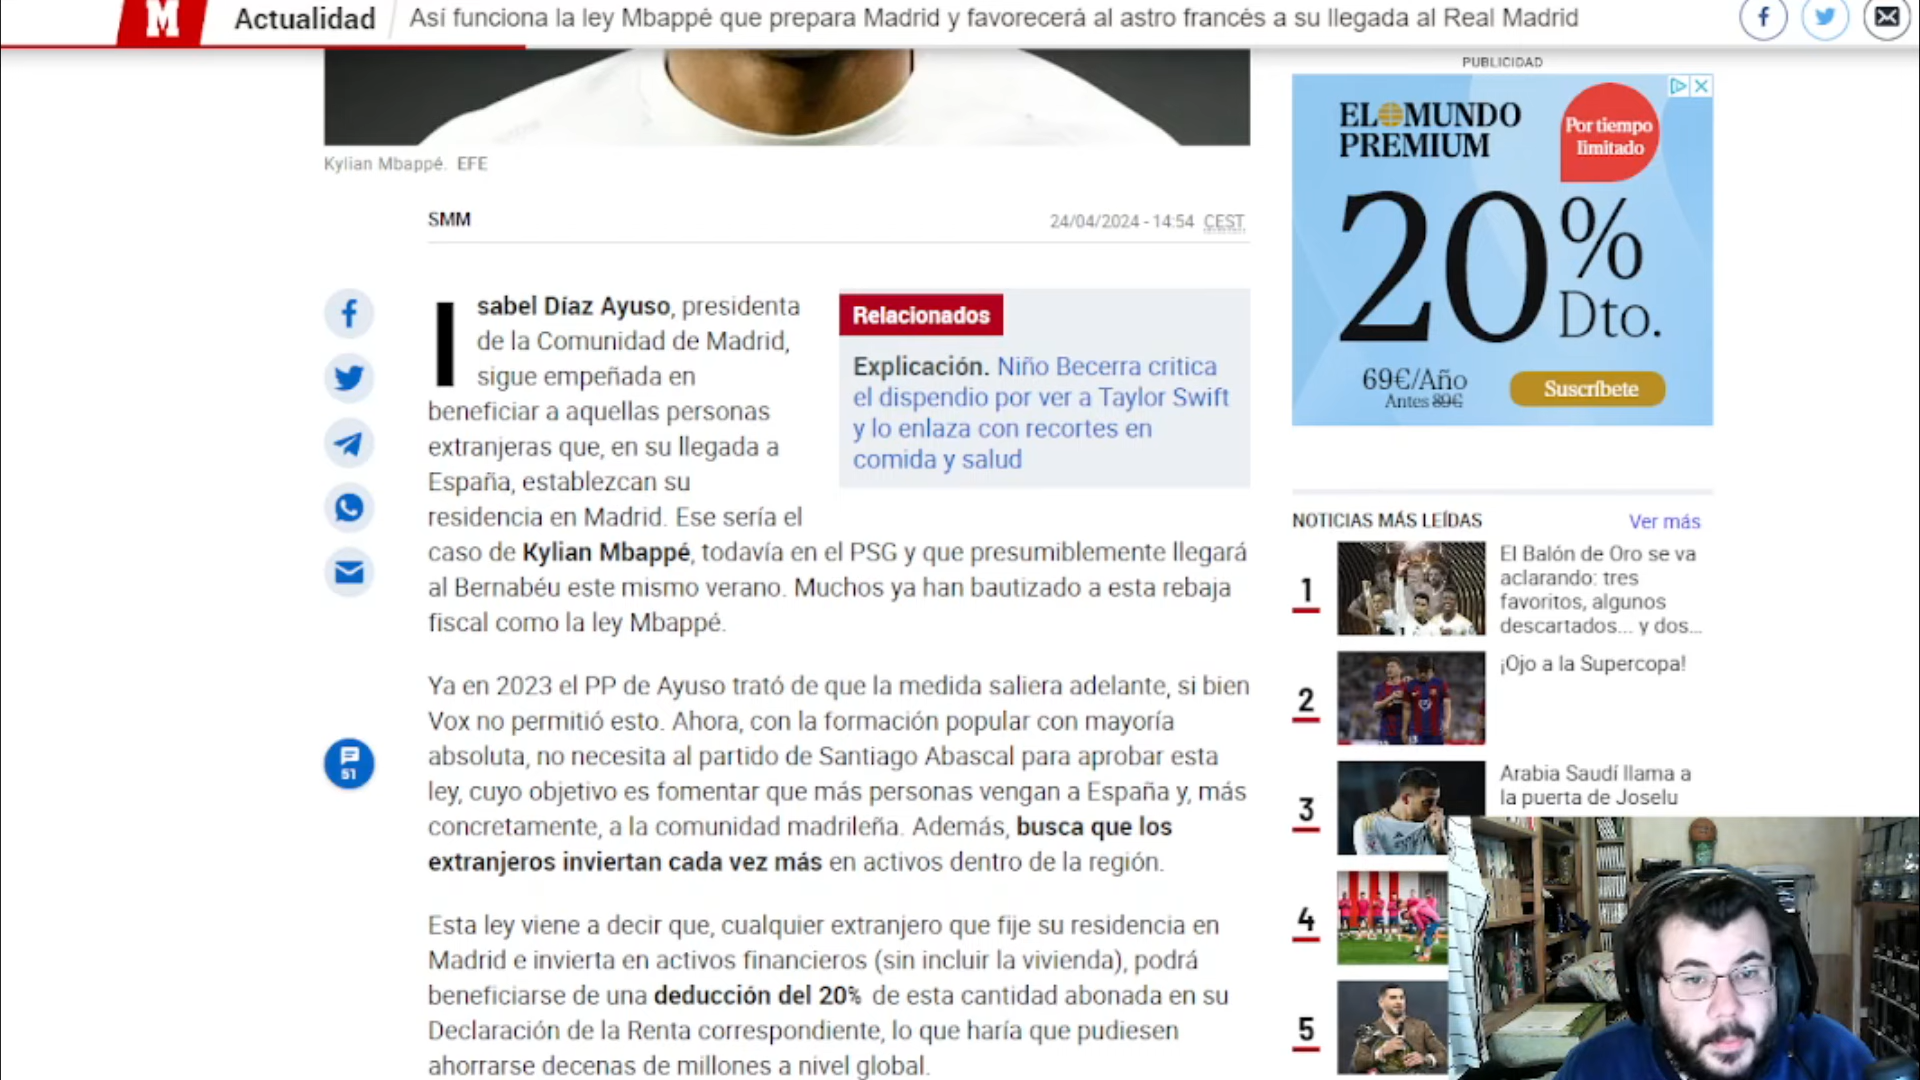 M
Actualidad
Así funciona la ley Mbappé que prepara Madrid y favorecerá al astro francés a su llegada al Real Madrid
Kylian Mbappé. EFE
SMM
24/04/2024 - 14:54 CEST
Isabel Díaz Ayuso, presidenta
de la Comunidad de Madrid,
sigue empeñada en
beneficiar a aquellas personas
extranjeras que, en su llegada a
España, establezcan su
residencia en Madrid. Ese sería el
caso de Kylian Mbappé, todavía en el PSG y que presumiblemente llegará
al Bernabéu este mismo verano. Muchos ya han bautizado a esta rebaja
fiscal como la ley Mbappé.
Relacionados
Explicación. Niño Becerra critica
el dispendio por ver a Taylor Swift
y lo enlaza con recortes en
comida y salud
Ya en 2023 el PP de Ayuso trató de que la medida saliera adelante, si bien
Vox no permitió esto. Ahora, con la formación popular con mayoría
absoluta, no necesita al partido de Santiago Abascal para aprobar esta
ley, cuyo objetivo es fomentar que más personas vengan a España y, más
concretamente, a la comunidad madrileña. Además, busca que los
extranjeros inviertan cada vez más en activos dentro de la región.
51
Esta ley viene a decir que, cualquier extranjero que fije su residencia en
Madrid e invierta en activos financieros (sin incluir la vivienda), podrá
beneficiarse de una deducción del 20% de esta cantidad abonada en su
Declaración de la Renta correspondiente, lo que haría que pudiesen
ahorrarse decenas de millones a nivel global.
PUBLICIDAD
EL MUNDO
PREMIUM
Por tiempo
limitado
20%
Dto.
69€/Año
Antes 89€
Suscríbete
NOTICIAS MÁS LEÍDAS
Ver más
1
El Balón de Oro se va
aclarando: tres
favoritos, algunos
descartados... y dos...
2
¡Ojo a la Supercopa!
3
Arabia Saudí llama a
la puerta de Joselu
4
5